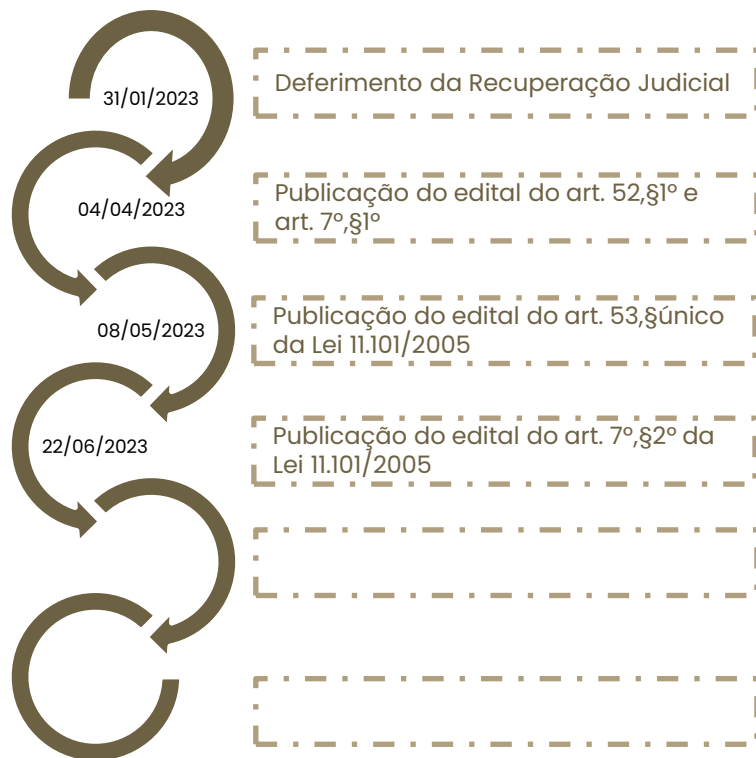 31/01/2023
Deferimento da Recuperação Judicial
04/04/2023
Publicação do edital do art. 52,§1º e
art. 7º,§1º
08/05/2023
Publicação do edital do art. 53,§único
da Lei 11.101/2005
22/06/2023
Publicação do edital do art. 7º,§2º da
Lei 11.101/2005